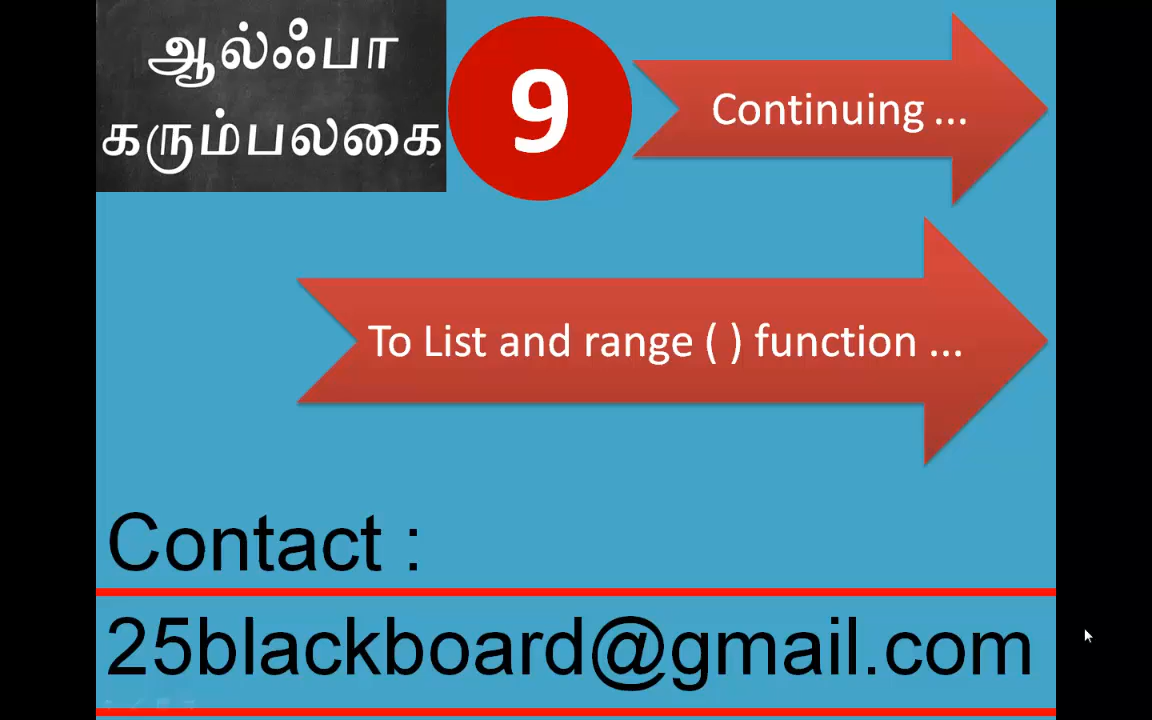 ஆல்ஃபா
கரும்பலகை
9
Continuing ...
To List and range ( ) function ...
Contact :
25blackboard@gmail.com